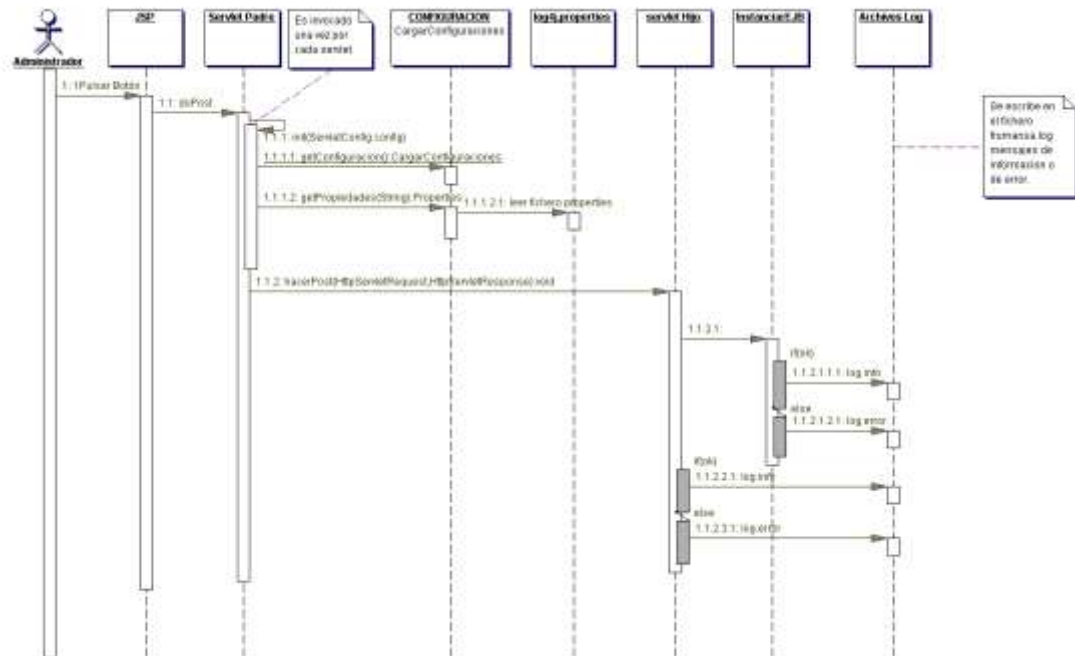 JSP
Servlet Padre
Es invocado
una vez por
cada servlet
CONFIGURACION
CargarConfiguraciones
log4j.properties
servlet Hijo
InstanciarEJB
Archivos Log
Administrador
1: 1Pulsar Boton
1.1: doPost
1.1.1: init(ServletConfig:config)
1.1.1.1: getConfiguracion():CargarConfiguraciones
1.1.1.2: getPropiedades(String):Properties
1.1.1.2.1: leer fichero properties
1.1.2: hacerPost(HttpServletRequest,HttpServletResponse):void
Se escribe en
el fichero
mensajes de
informacion o
de error.
1.1.2.1:
if(ok)
1.1.2.1.1.1: log.info
else
1.1.2.1.2.1: log.error
if(ok)
1.1.2.2.1: log.info
else
1.1.2.3.1: log.error